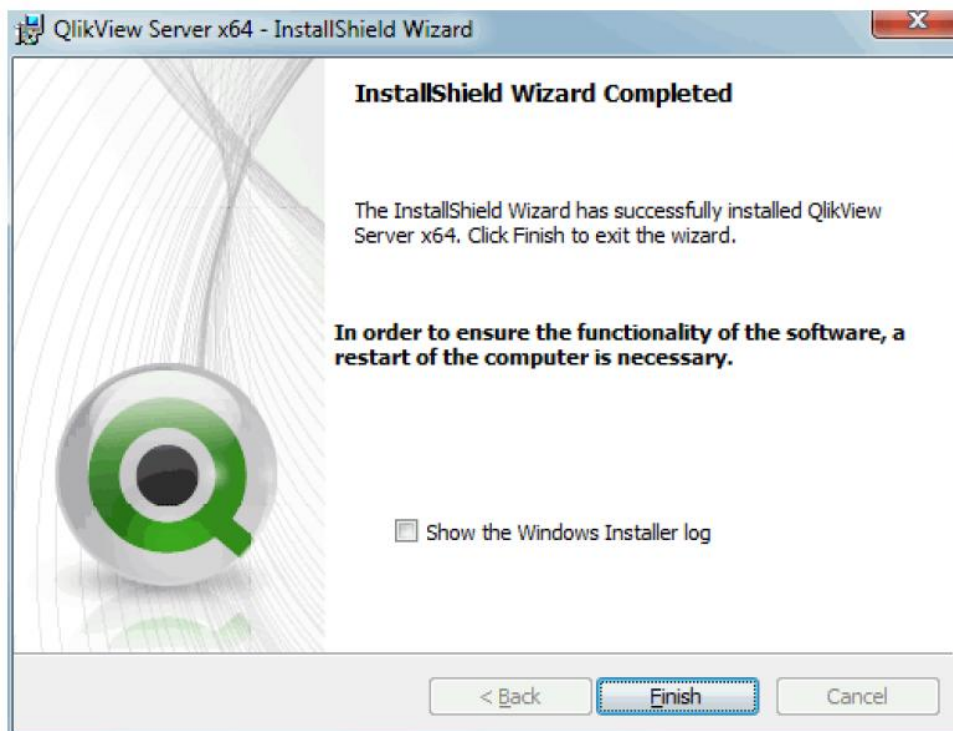 QlikView Server x64 - InstallShield Wizard
InstallShield Wizard Completed
The InstallShield Wizard has successfully installed QlikView
Server x64. Click Finish to exit the wizard.
In order to ensure the functionality of the software, a
restart of the computer is necessary.
Show the Windows Installer log
< Back
Finish
Cancel